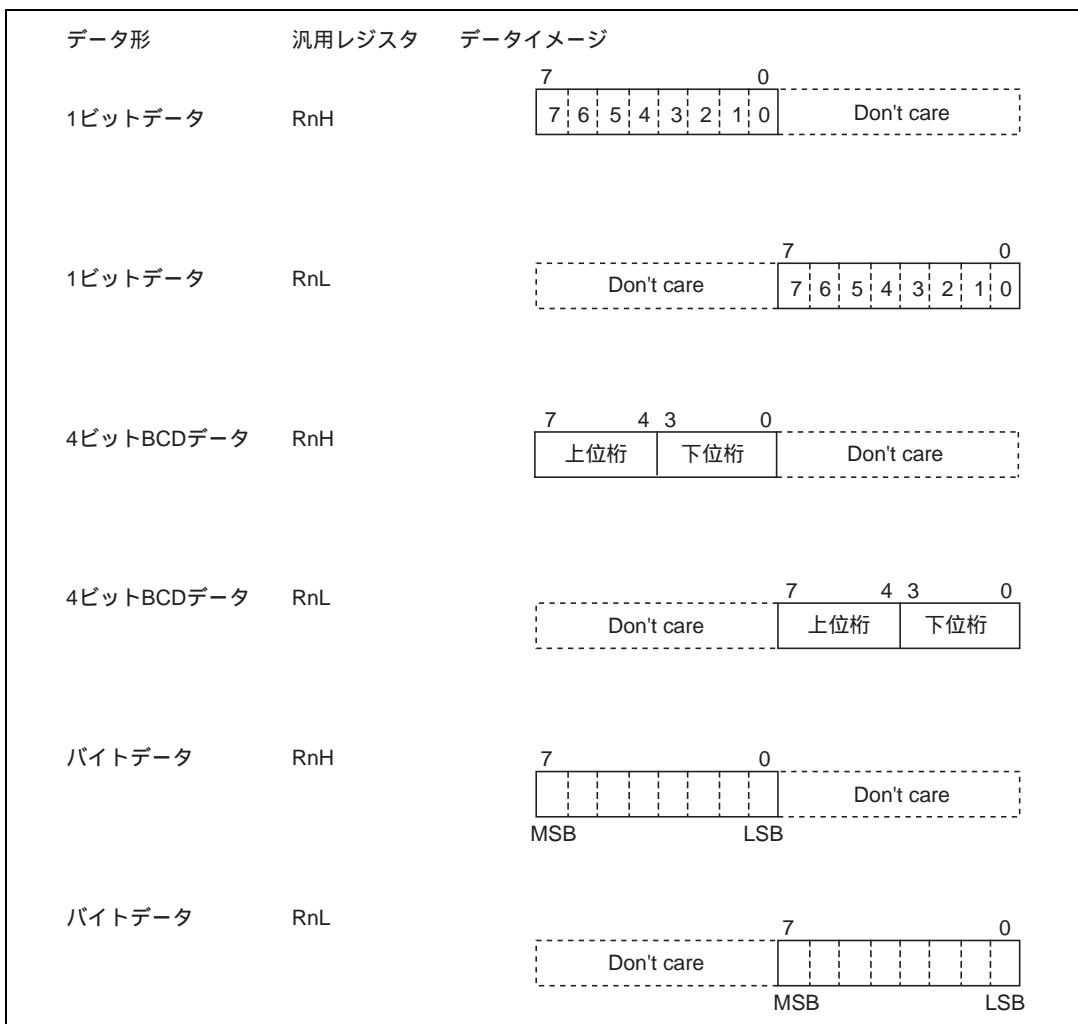 データ形 汎用レジスタ データイメージ
7 0
1ビットデータ RnH 7 6 5 4 3 2 1 0 Don't care
7 0
1ビットデータ RnL Don't care 7 6 5 4 3 2 1 0
7 4 3 0
4ビットBCDデータ RnH 上位桁 下位桁 Don't care
7 4 3 0
4ビットBCDデータ RnL Don't care 上位桁 下位桁
バイトデータ RnH 7 0
Don't care
MSB LSB
バイトデータ RnL 7 0
Don't care
MSB LSB